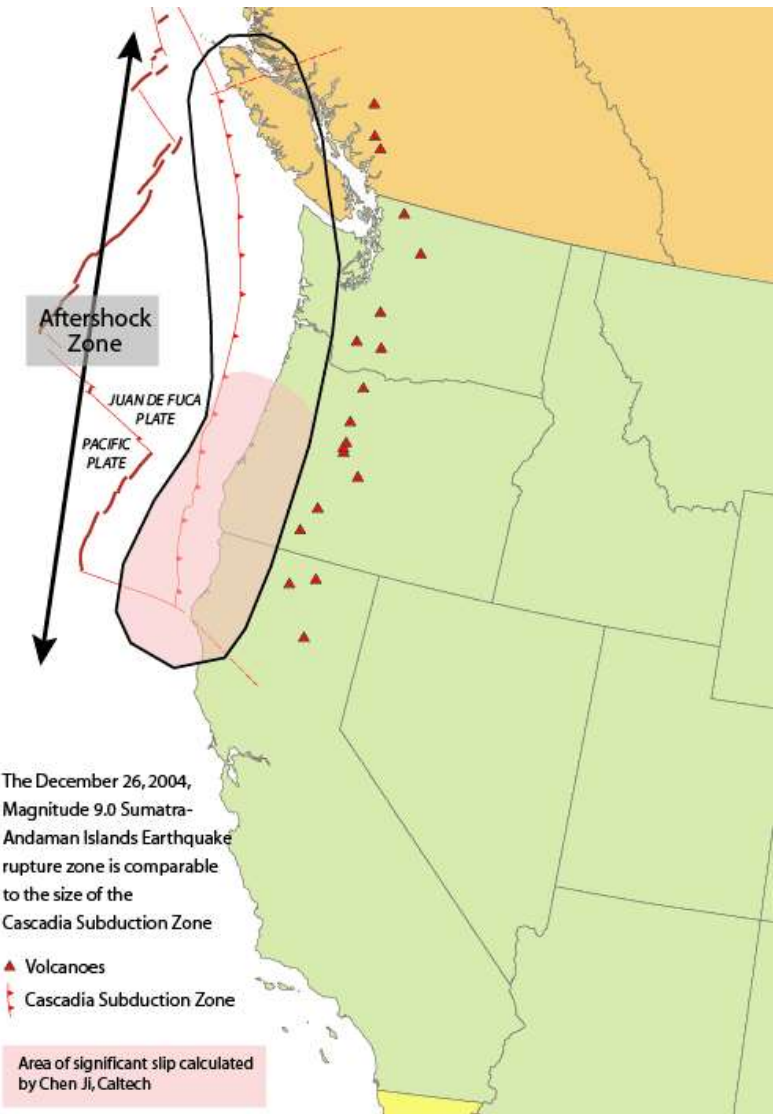 Aftershock
Zone
JUAN DE FUCA
PLATE
PACIFIC
PLATE
The December 26, 2004,
Magnitude 9.0 Sumatra-
Andaman Islands Earthquake
rupture zone is comparable
to the size of the
Cascadia Subduction Zone
Volcanoes
Cascadia Subduction Zone
Area of significant slip calculated
by Chen Ji, Caltech